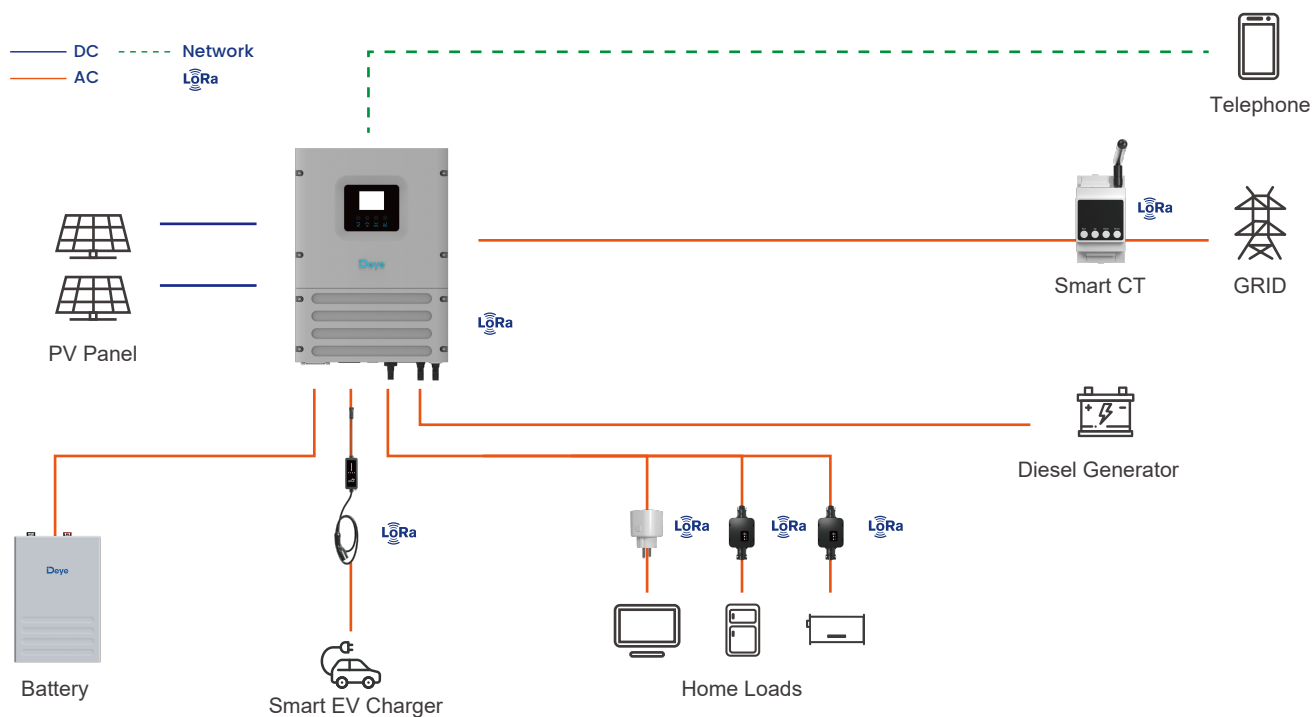 DC
Network
AC
LoRa
Telephone
LoRa
Deye
Smart CT
GRID
LoRa
PV Panel
Diesel Generator
LoRa
LoRa
LoRa
LoRa
Deye
Battery
Smart EV Charger
Home Loads